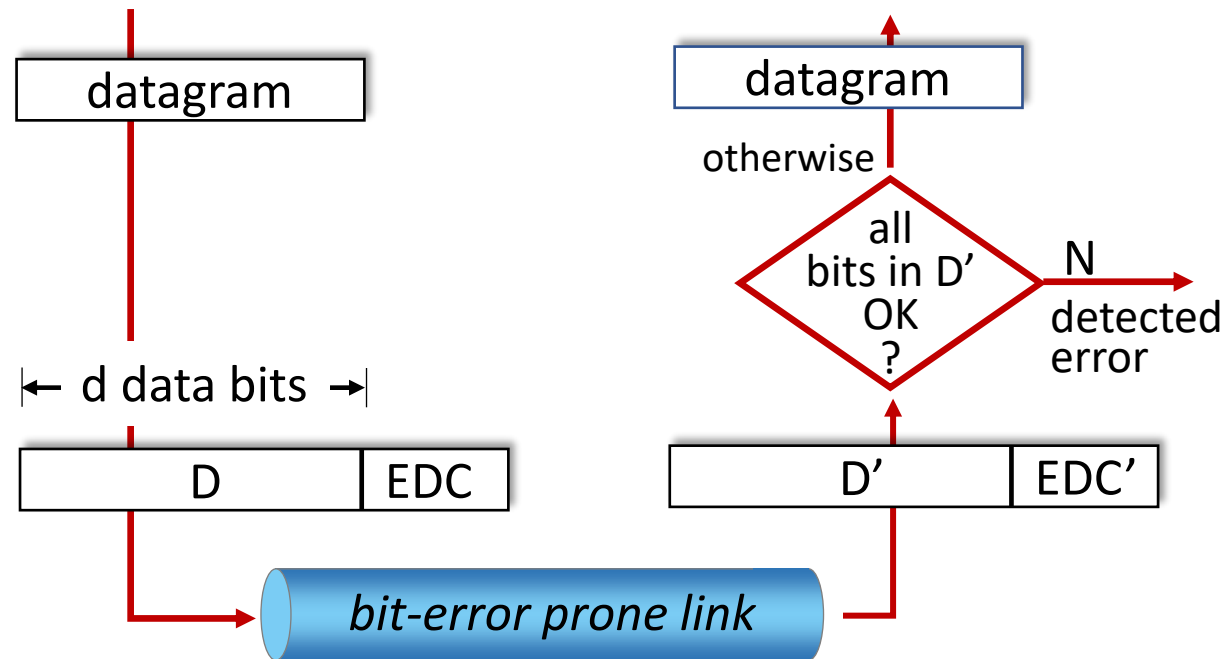 datagram
d data bits
D
EDC
bit-error prone link
datagram
otherwise
all
bits in D’
OK
?
N
detected
error
D’
EDC’